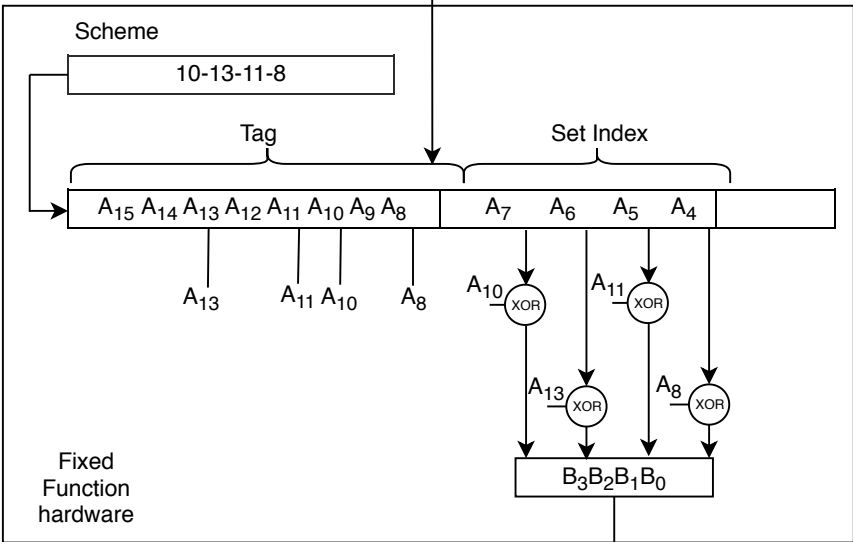 Scheme
10-13-11-8
Tag Set Index
A15 A14 A13 A12 A11 A10 A9 A8 A7 A6 A5 A4
A13 A11 A10 A8
A10 XOR A11 XOR
A13 XOR A8 XOR
B3B2B1B0
Fixed
Function
hardware